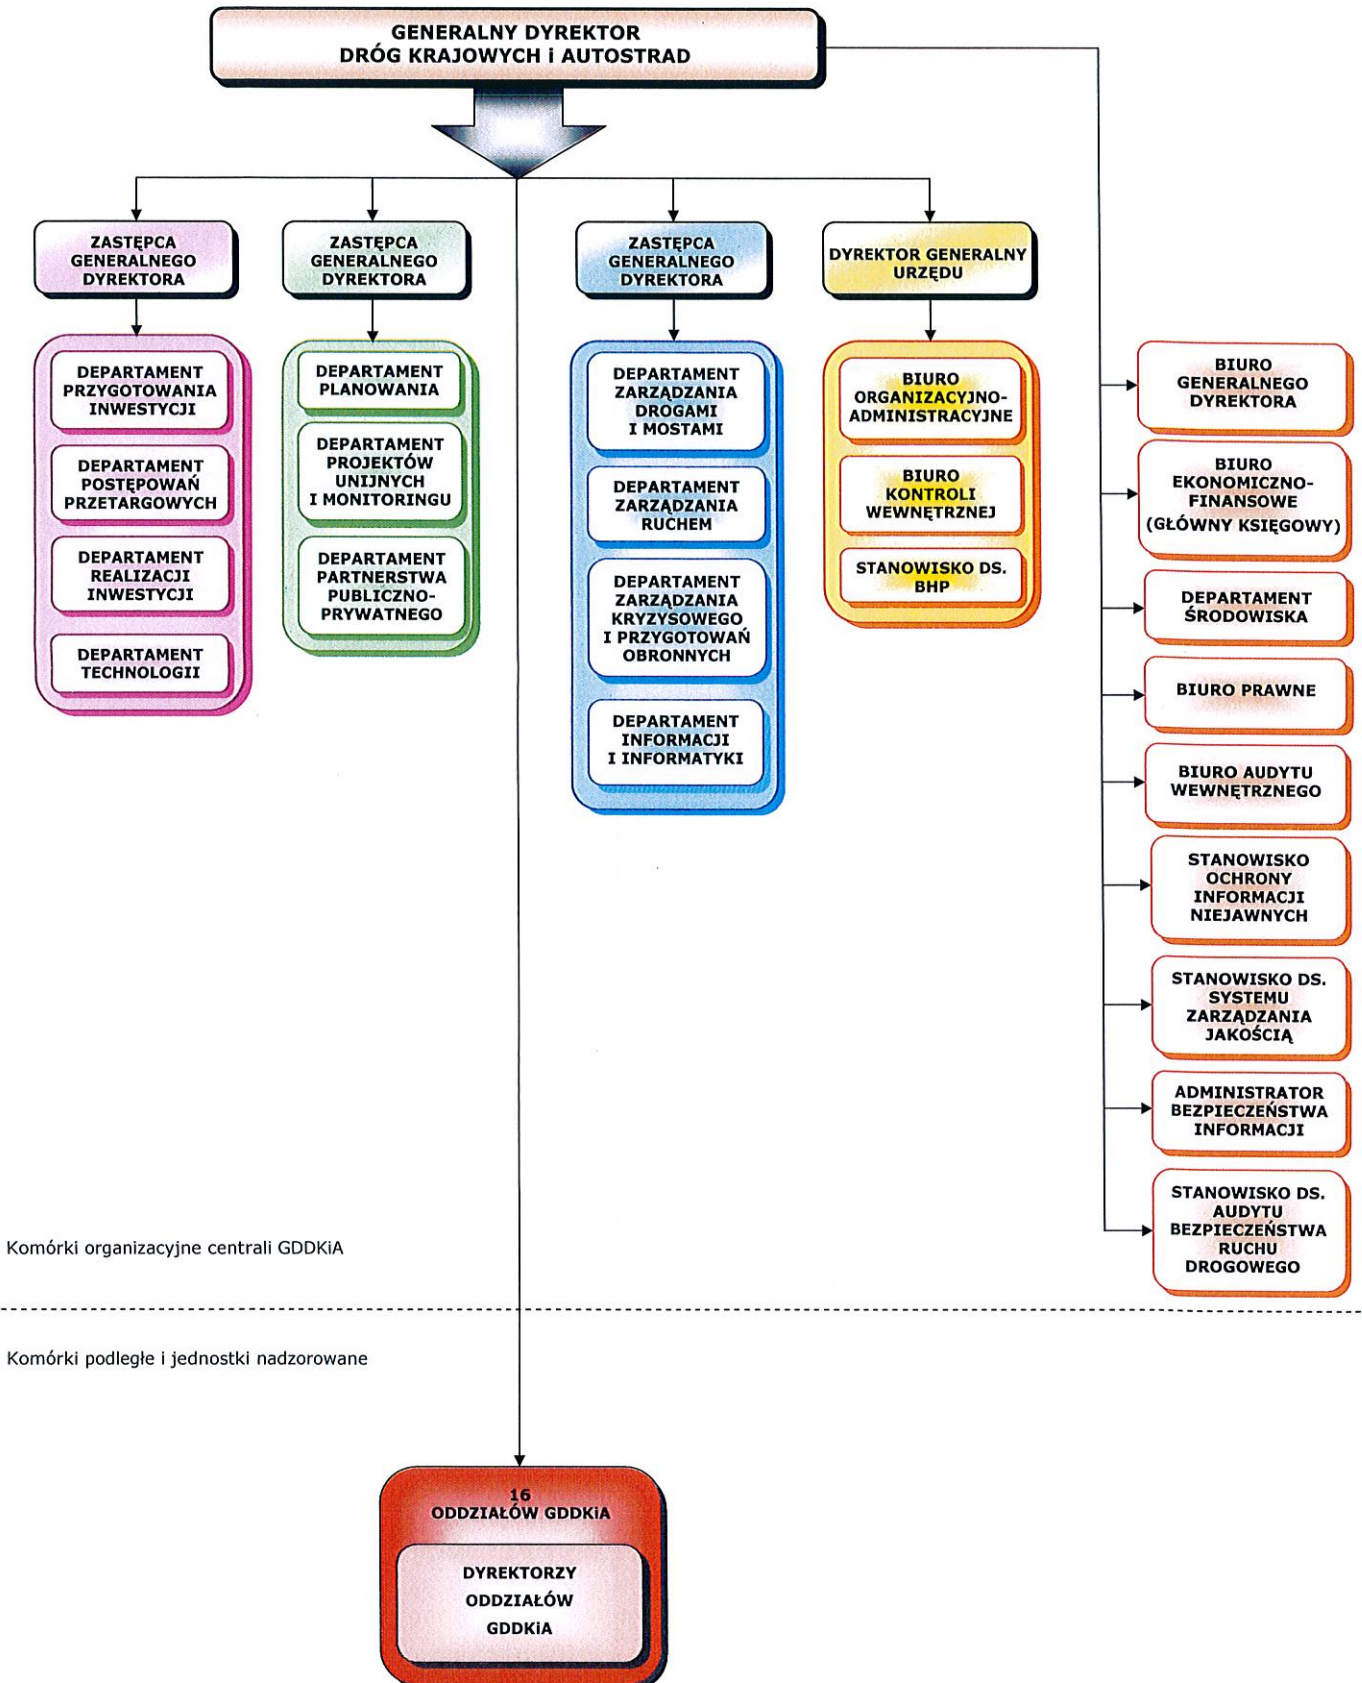 GENERALNY DYREKTOR
DRÓG KRAJOWYCH i AUTOSTRAD
ZASTĘPCA
GENERALNEGO
DYREKTORA
ZASTĘPCA
GENERALNEGO
DYREKTORA
ZASTĘPCA
GENERALNEGO
DYREKTORA
DYREKTOR GENERALNY
URZĘDU
DEPARTAMENT
PRZYGOTOWANIA
INWESTYCJI
DEPARTAMENT
POSTĘPOWAŃ
PRZETARGOWYCH
DEPARTAMENT
REALIZACJI
INWESTYCJI
DEPARTAMENT
TECHNOLOGII
DEPARTAMENT
PLANOWANIA
DEPARTAMENT
PROJEKTÓW
UNIJNYCH
I MONITORINGU
DEPARTAMENT
PARTNERSTWA
PUBLICZNO-
PRYWATNEGO
DEPARTAMENT
ZARZĄDZANIA
DROGAMI
I MOSTAMI
DEPARTAMENT
ZARZĄDZANIA
RUCHEM
DEPARTAMENT
ZARZĄDZANIA
KRYZYSOWEGO
I PRZYGOTOWAŃ
OBRONNYCH
DEPARTAMENT
INFORMACJI
I INFORMATYKI
BIURO
ORGANIZACYJNO-
ADMINISTRACYJNE
BIURO
KONTROLI
WEWNĘTRZNEJ
STANOWISKO DS.
BHP
BIURO
GENERALNEGO
DYREKTORA
BIURO
EKONOMICZNO-
FINANSOWE
(GŁÓWNY KSIĘGOWY)
DEPARTAMENT
ŚRODOWISKA
BIURO PRAWNE
BIURO AUDYTU
WEWNĘTRZNEGO
STANOWISKO
OCHRONY
INFORMACJI
NIEJAWNYCH
STANOWISKO DS.
SYSTEMU
ZARZĄDZANIA
JAKOŚCIĄ
ADMINISTRATOR
BEZPIECZEŃSTWA
INFORMACJI
STANOWISKO DS.
AUDYTU
BEZPIECZEŃSTWA
RUCHU
DROGOWEGO
Komórki organizacyjne centrali GDDKiA
Komórki podległe i jednostki nadzorowane
16
ODDZIAŁÓW GDDKiA
DYREKTORZY
ODDZIAŁÓW
GDDKiA